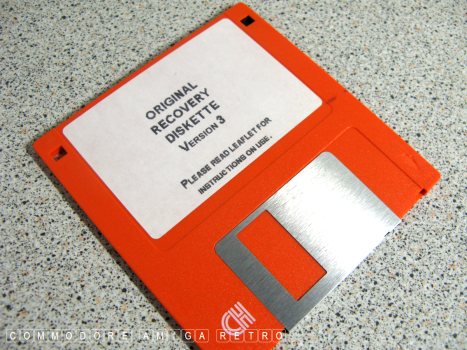 ORIGINAL
RECOVERY
DISKETTE
VERSION 3
PLEASE READ LEAFLET FOR
INSTRUCTIONS ON USE.
CH
COMMODORE AMIGA RETRO